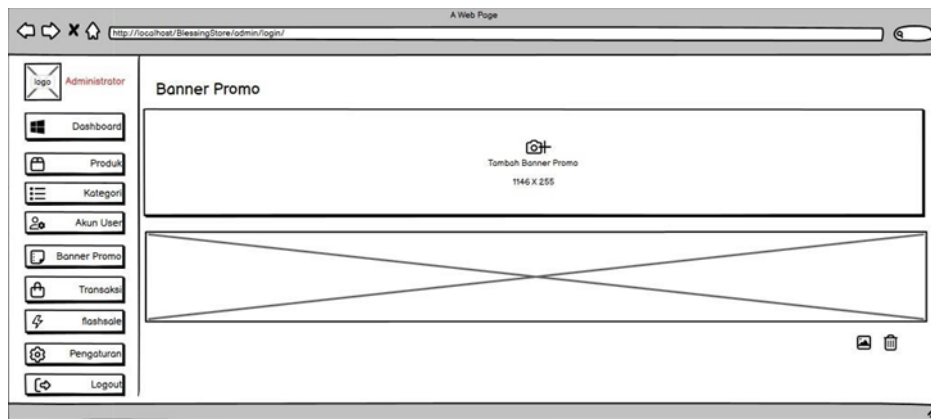 A Web Page
http://localhost/BlessingStore/admin/login/
logo
Administrator
Dashboard
Produk
Kategori
Akun User
Banner Promo
Transaksi
flashsale
Pengaturan
Logout
Banner Promo
Tambah Banner Promo
1146 X 255